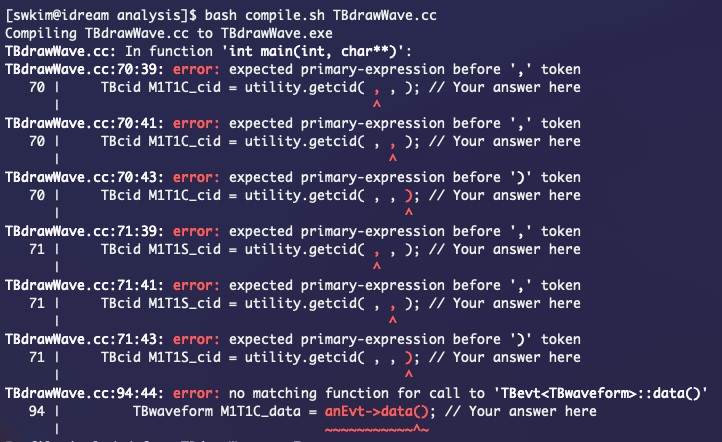 [swkim@idream analysis]$ bash compile.sh TBdrawWave.cc
Compiling TBdrawWave.cc to TBdrawWave.exe
TBdrawWave.cc: In function 'int main(int, char**)':
TBdrawWave.cc:70:39: error: expected primary-expression before ',' token
   70 |     TBcid M1T1C_cid = utility.getcid( , , ); // Your answer here
      |                                       ^
TBdrawWave.cc:70:41: error: expected primary-expression before ',' token
   70 |     TBcid M1T1C_cid = utility.getcid( , , ); // Your answer here
      |                                         ^
TBdrawWave.cc:70:43: error: expected primary-expression before ')' token
   70 |     TBcid M1T1C_cid = utility.getcid( , , ); // Your answer here
      |                                           ^
TBdrawWave.cc:71:39: error: expected primary-expression before ',' token
   71 |     TBcid M1T1S_cid = utility.getcid( , , ); // Your answer here
      |                                       ^
TBdrawWave.cc:71:41: error: expected primary-expression before ',' token
   71 |     TBcid M1T1S_cid = utility.getcid( , , ); // Your answer here
      |                                         ^
TBdrawWave.cc:71:43: error: expected primary-expression before ')' token
   71 |     TBcid M1T1S_cid = utility.getcid( , , ); // Your answer here
      |                                           ^
TBdrawWave.cc:94:44: error: no matching function for call to 'TBevt<TBwaveform>::data()'
   94 |         TBwaveform M1T1C_data = anEvt->data(); // Your answer here
      |                                 ~~~~~~~~~~~^~